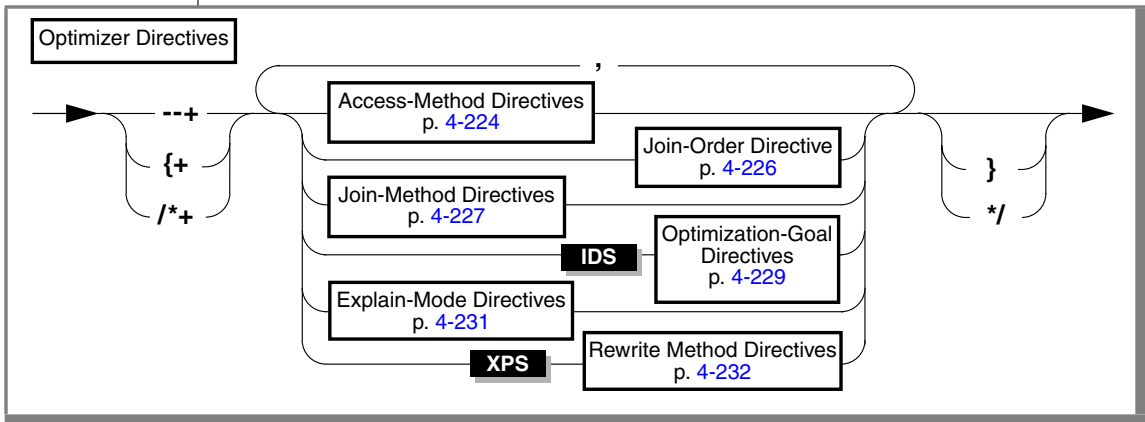 Optimizer Directives
,
--+
{+
/*+
Access-Method Directives
p. 4-224
Join-Order Directive
p. 4-226
Join-Method Directives
p. 4-227
IDS
Optimization-Goal
Directives
p. 4-229
Explain-Mode Directives
p. 4-231
XPS
Rewrite Method Directives
p. 4-232
}
*/